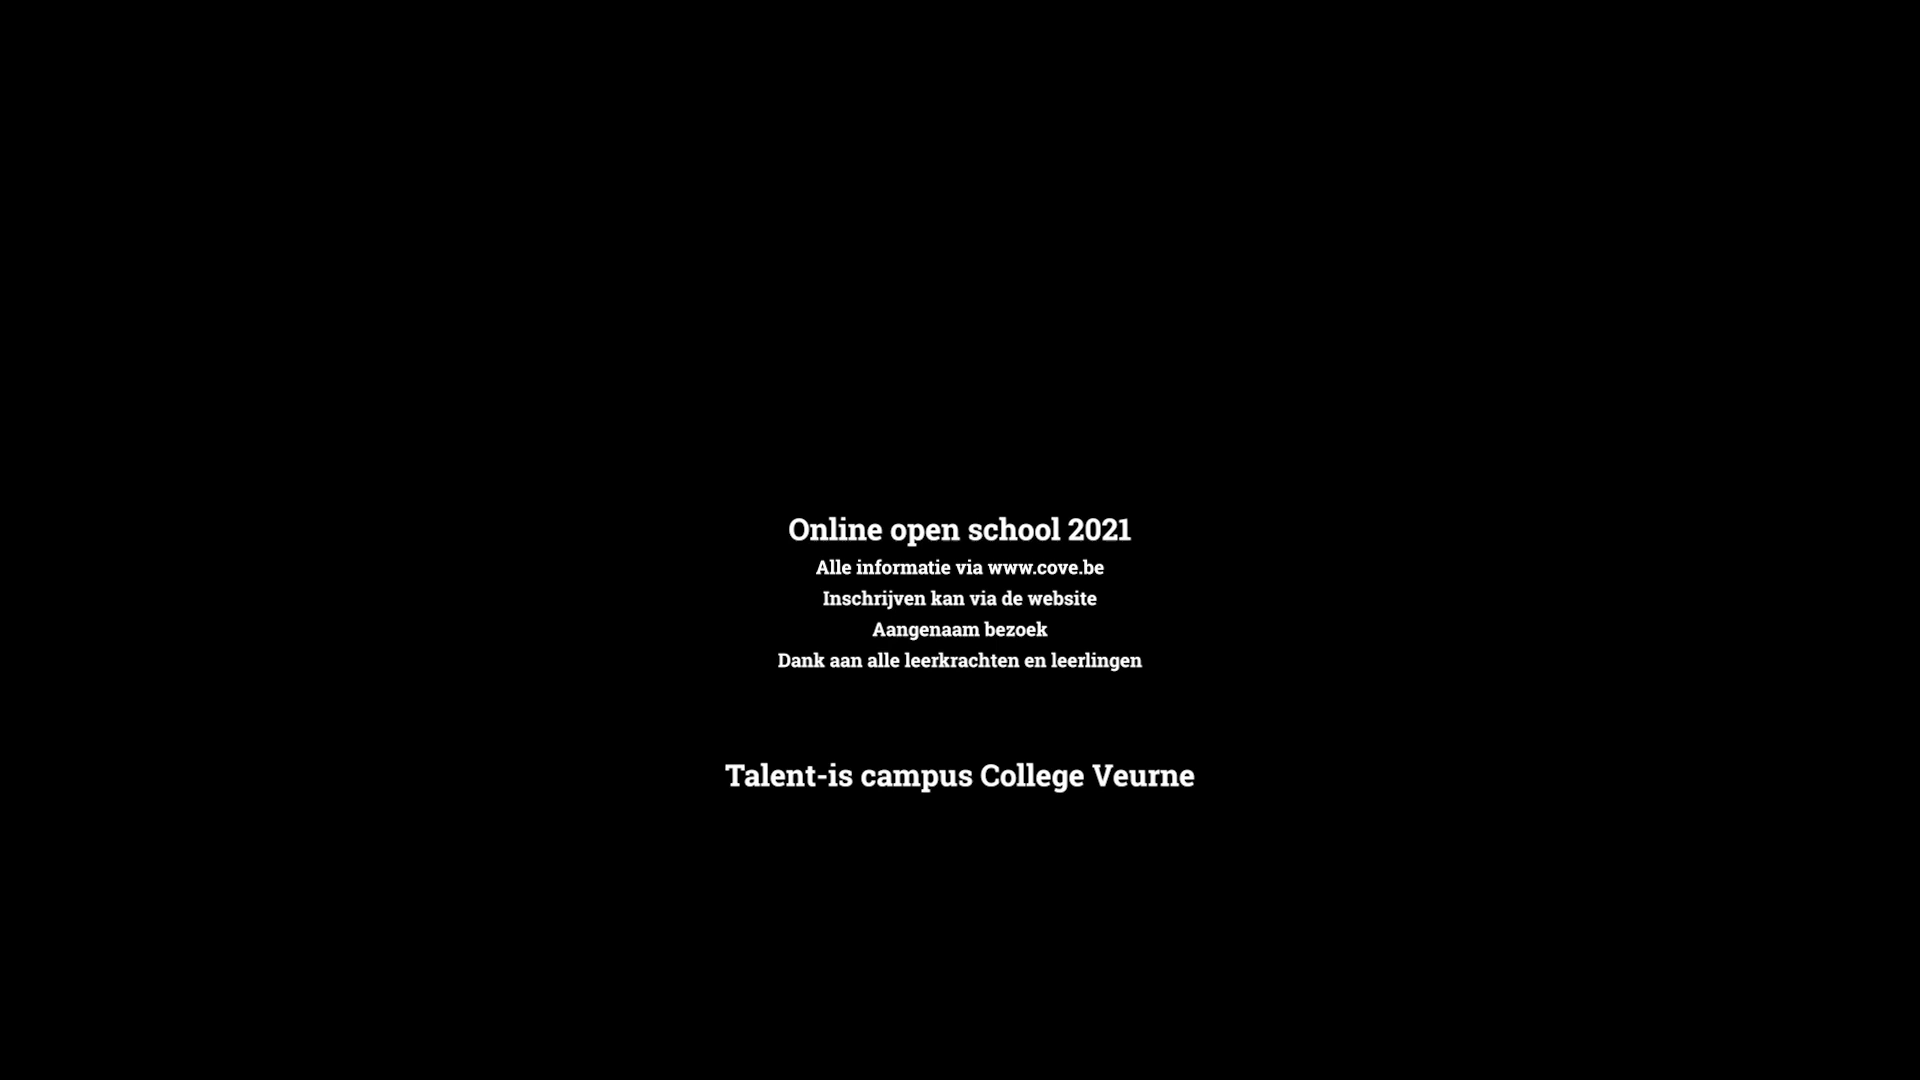 Online open school 2021
Alle informatie via www.cove.be
Inschrijven kan via de website
Aangenaam bezoek
Dank aan alle leerkrachten en leerlingen
Talent-is campus College Veurne